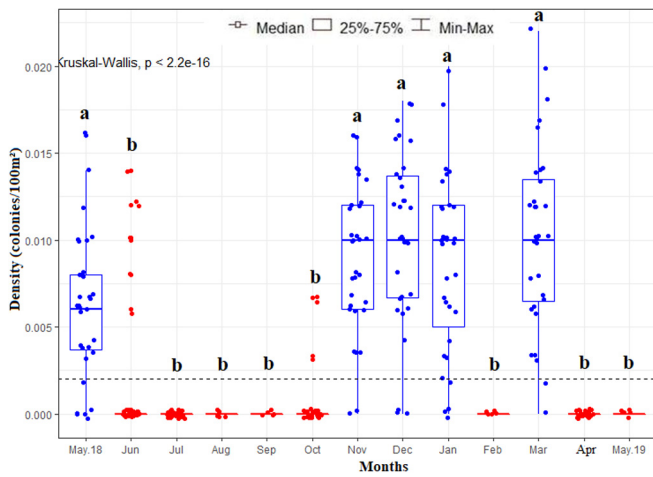 Median 25%-75% Min-Max
Kruskal-Wallis, p < 2.2e-16
Density (colonies/100m²)
0.020
0.015
0.010
0.005
0.000
a b b b b b a a a b a b b
May.18 Jun Jul Aug Sep Oct Nov Dec Jan Feb Mar Apr May.19
Months